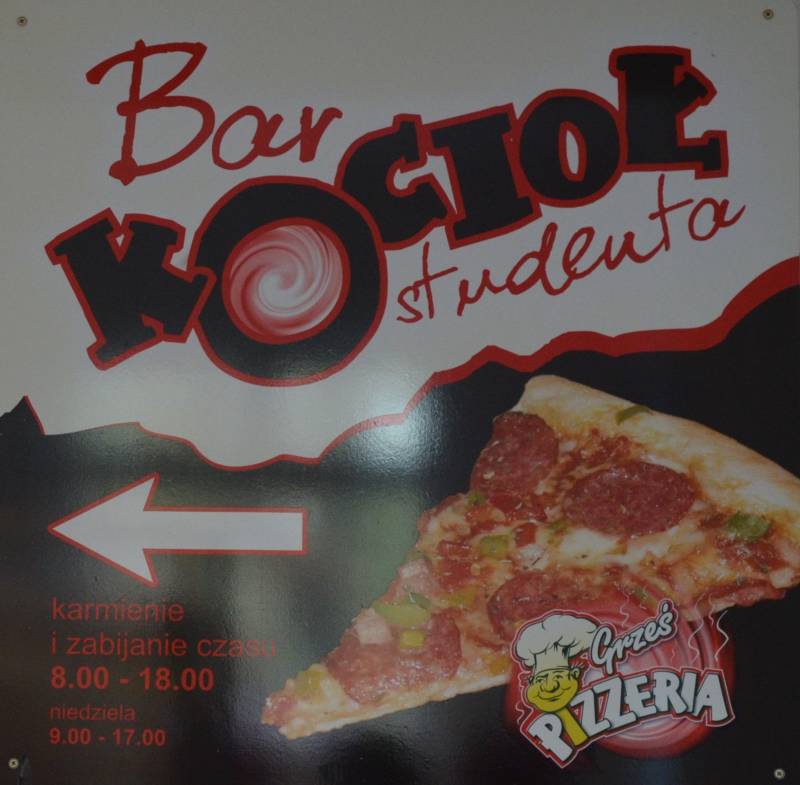 Bar
KOCIOŁ
studenta
karmienie
i zabijanie czasu
8.00 - 18.00
niedziela
9.00 - 17.00
Grześ
PIZZERIA